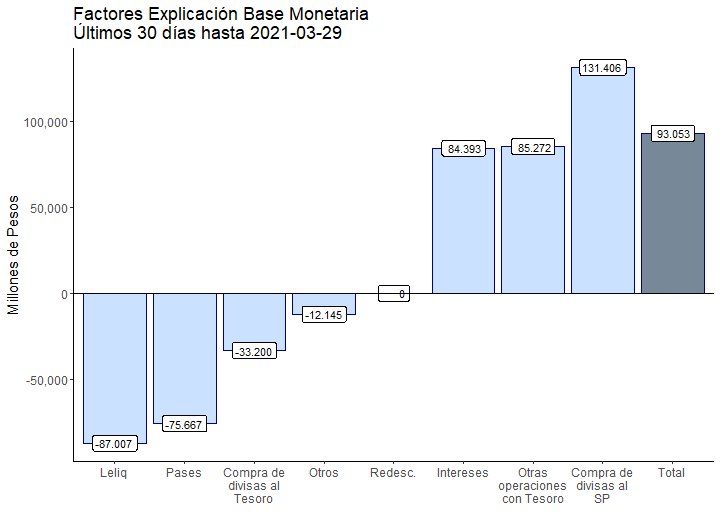 Factores Explicación Base Monetaria
Últimos 30 días hasta 2021-03-29
Millones de Pesos
100,000
50,000
0
-50,000
-87.007
-75.667
-33.200
-12.145
0
84.393
85.272
131.406
93.053
Leliq
Pases
Compra de
divisas al
Tesoro
Otros
Redesc.
Intereses
Otras
operaciones
con Tesoro
Compra de
divisas al
SP
Total